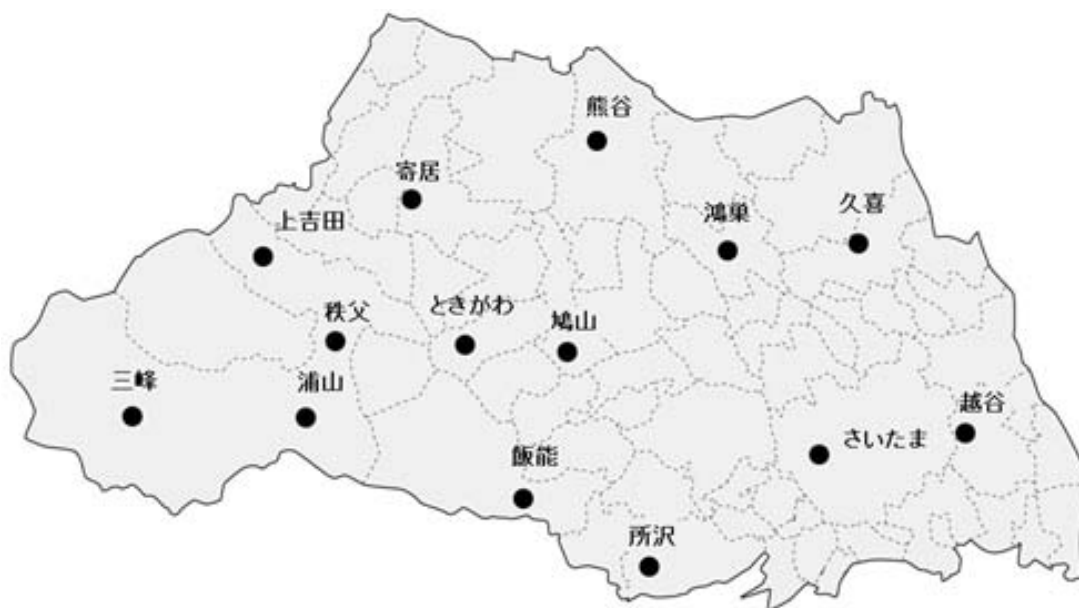 熊谷
寄居
鴻巣
久喜
上吉田
秩父
ときがわ
鳩山
三峰
浦山
越谷
さいたま
飯能
所沢